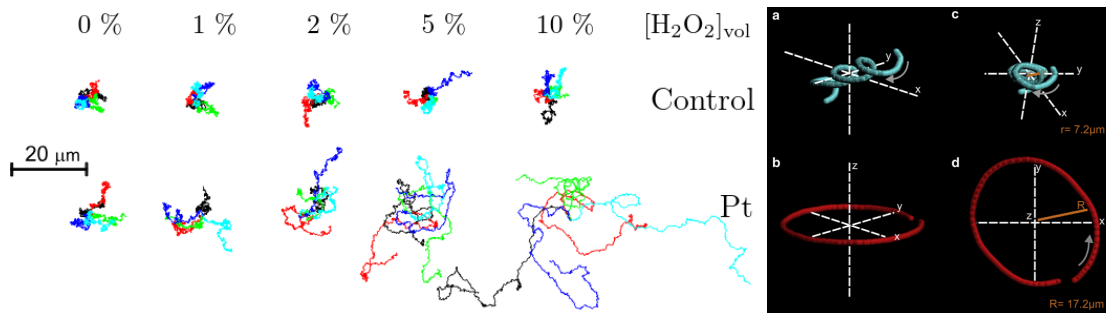 0 % 1 % 2 % 5 % 10 % [H₂O₂]vol
Control
20 μm
Pt
a
y
x
c
z
y
x
r= 7.2μm
b
z
y
x
d
y
R
z
x
R= 17.2μm